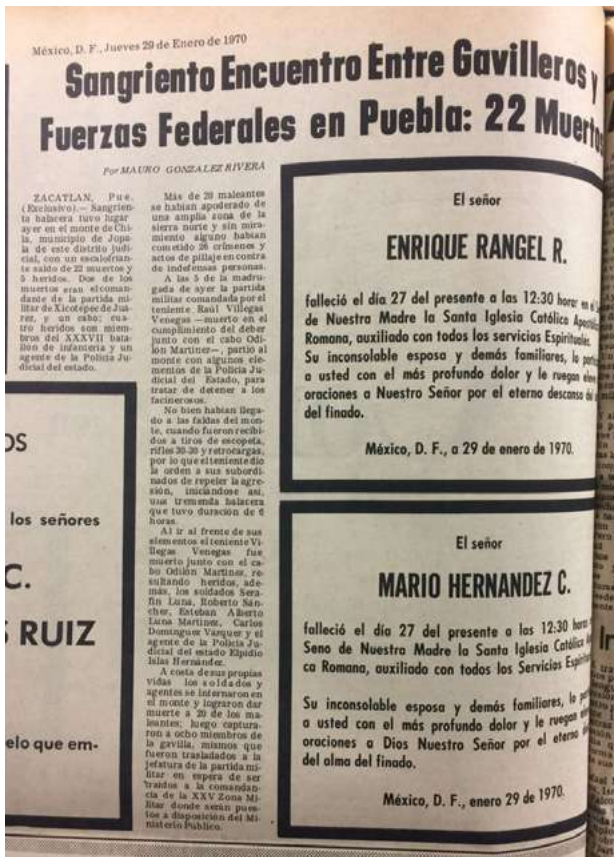 México, D. F., Jueves 29 de Enero de 1970
Sangriento Encuentro Entre Gavilleros y
Fuerzas Federales en Puebla: 22 Muertos
Por MAURO GONZALEZ RIVERA
ZACATLAN, Pue.
(Exclusivo).— Sangrien-
ta balacera tuvo lugar
ayer en el monte de Chi-
la, municipio de Jopa-
la de este distrito judi-
cial, con un escalofrian-
te saldo de 22 muertos y
5 heridos. Dos de los
muertos eran el coman-
dante de la partida mi-
litar de Xicotepec de Jua-
rez, y un cabo; cua-
tro heridos son miem-
bros del XXXVII bata-
llón de infantería y un
agente de la Policía Ju-
dicial del estado.
Más de 20 maleantes
se habían apoderado de
una amplia zona de la
sierra norte y sin mira-
miento alguno habían
cometido 26 crímenes y
actos de pillaje en contra
de indefensas personas.
A las 5 de la madru-
gada de ayer la partida
militar comandada por el
teniente Raúl Villegas
Venegas —muerto en el
cumplimiento del deber
junto con el cabo Odi-
lón Martínez—, partió al
monte con algunos ele-
mentos de la Policía Ju-
dicial del Estado, para
tratar de detener a los
facinerosos.
No bien habían llega-
do a las faldas del mon-
te, cuando fueron recibi-
dos a tiros de escopeta,
rifles 30-30 y retrocargas,
por lo que el teniente dio
la orden a sus subordi-
nados de repeler la agre-
sión, iniciándose así,
una tremenda balacera
que tuvo duración de 6
horas.
Al ir al frente de sus
elementos el teniente Vi-
llegas Venegas fue
muerto junto con el ca-
bo Odilón Martínez, re-
sultando heridos, ade-
más, los soldados Sera-
fín Luna, Roberto Sán-
cher, Esteban Alberto
Luna Martínez, Carlos
Domínguez Vázquez y el
agente de la Policía Ju-
dicial del estado Elpidio
Islas Hernández.
A costa de sus propias
vidas los soldados y
agentes se internaron en
el monte y lograron dar
muerte a 20 de los ma-
leantes; luego captura-
ron a ocho miembros de
la gavilla, mismos que
fueron trasladados a la
jefatura de la partida mi-
litar en espera de ser
traídos a la comandan-
cia de la XXV Zona Mi-
litar donde serán pues-
tos a disposición del Mi-
nisterio Público.
El señor
ENRIQUE RANGEL R.
falleció el día 27 del presente a las 12:30 horas en el
de Nuestra Madre la Santa Iglesia Católica Apostólica
Romana, auxiliado con todos los servicios Espirituales.
Su inconsolable esposa y demás familiares, lo
a usted con el más profundo dolor y le ruegan
oraciones a Nuestro Señor por el eterno descanso del
del finado.
México, D. F., a 29 de enero de 1970.
El señor
MARIO HERNANDEZ C.
falleció el día 27 del presente a las 12:30 horas
Seno de Nuestra Madre la Santa Iglesia Católica
ca Romana, auxiliado con todos los Servicios
Su inconsolable esposa y demás familiares, lo
a usted con el más profundo dolor y le ruegan
oraciones a Dios Nuestro Señor por el eterno
del alma del finado.
México, D. F., enero 29 de 1970.
OS
los señores
C.
RUIZ
elo que em-